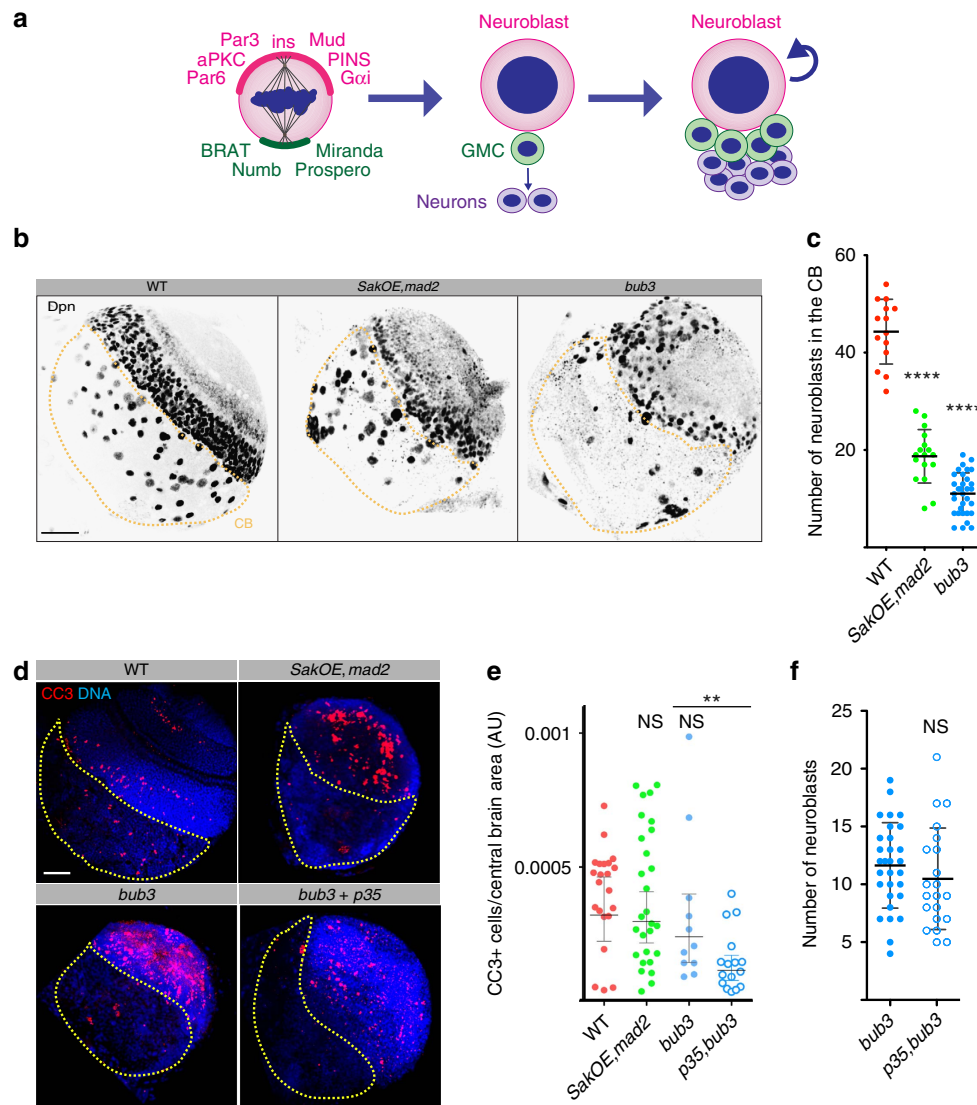 a
Neuroblast
Neuroblast
Par3 ins Mud
aPKC PINS
Par6 Gαi
BRAT Miranda
Numb Prospero
GMC
Neurons
b
WT
SakOE,mad2
bub3
Dpn
CB
c
Number of neuroblasts in the CB
60
40
20
****
****
WT
SakOE,mad2
bub3
d
WT
SakOE,mad2
CC3 DNA
bub3
bub3 + p35
e
CC3+ cells/central brain area (AU)
0.001
0.0005
**
NS
NS
WT
SakOE,mad2
bub3
p35,bub3
f
Number of neuroblasts
25
20
15
10
5
NS
bub3
p35,bub3